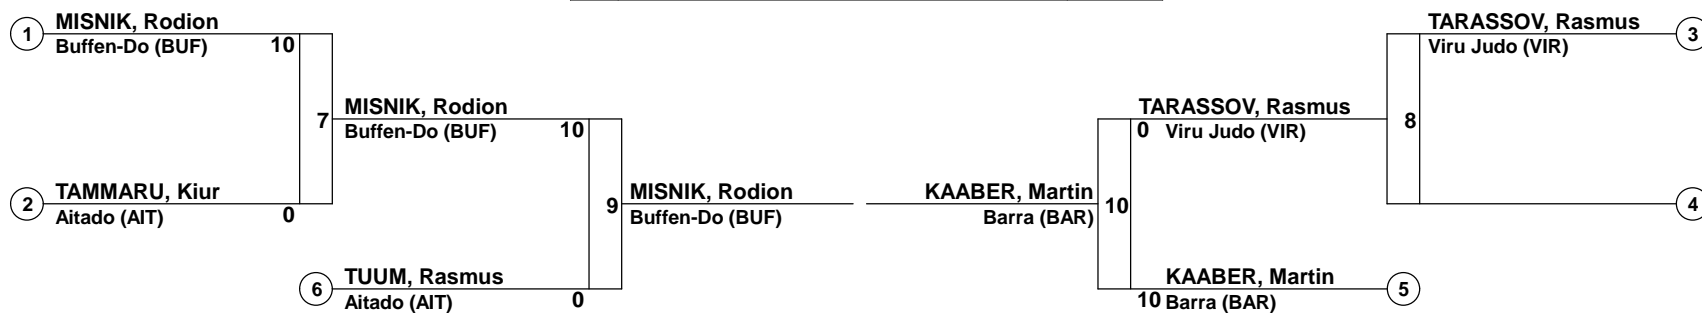 1
MISNIK, Rodion
Buffen-Do (BUF)
10
7
2
TAMMARU, Kiur
Aitado (AIT)
0
MISNIK, Rodion
Buffen-Do (BUF)
10
9
6
TUUM, Rasmus
Aitado (AIT)
0
MISNIK, Rodion
Buffen-Do (BUF)
KAABER, Martin
Barra (BAR)
10
TARASSOV, Rasmus
0 Viru Judo (VIR)
KAABER, Martin
10 Barra (BAR)
5
8
TARASSOV, Rasmus
Viru Judo (VIR)
3
4